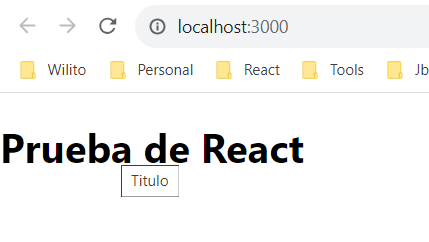 localhost:3000
Wilito Personal React Tools Jb
Prueba de React
Titulo